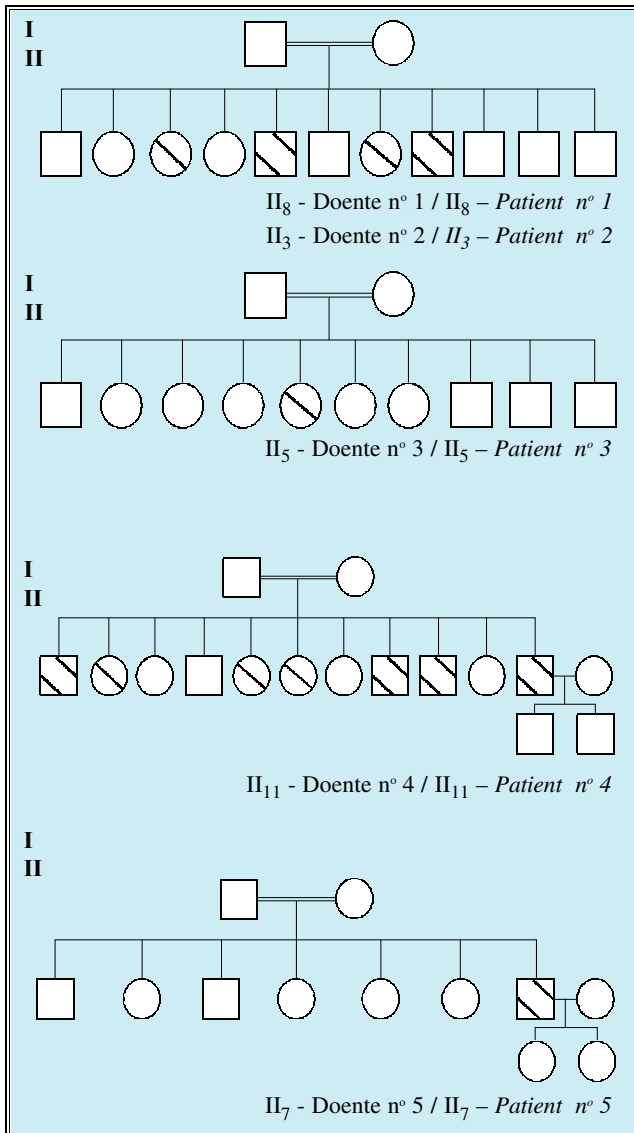 I
II
II8 - Doente nº 1 / II8 – Patient nº 1
II3 - Doente nº 2 / II3 – Patient nº 2
I
II
II5 - Doente nº 3 / II5 – Patient nº 3
I
II
II11 - Doente nº 4 / II11 – Patient nº 4
I
II
II7 - Doente nº 5 / II7 – Patient nº 5